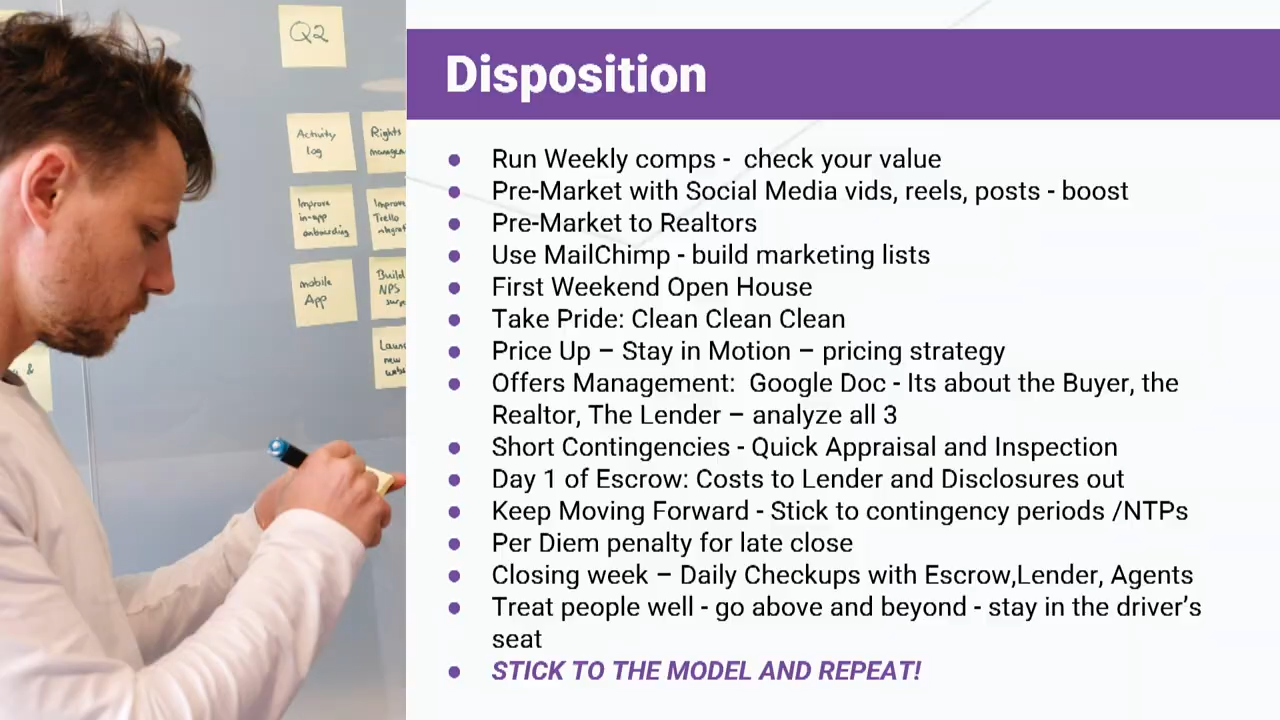 Q2
Activity
log
Rights
Improve
in-app
onboarding
Improve
Trello
mobile
App
Build
NPS
new
&
Disposition
Run Weekly comps -  check your value
Pre-Market with Social Media vids, reels, posts - boost
Pre-Market to Realtors
Use MailChimp - build marketing lists
First Weekend Open House
Take Pride: Clean Clean Clean
Price Up – Stay in Motion – pricing strategy
Offers Management:  Google Doc - Its about the Buyer, the
Realtor, The Lender – analyze all 3
Short Contingencies - Quick Appraisal and Inspection
Day 1 of Escrow: Costs to Lender and Disclosures out
Keep Moving Forward - Stick to contingency periods /NTPs
Per Diem penalty for late close
Closing week – Daily Checkups with Escrow,Lender, Agents
Treat people well - go above and beyond - stay in the driver’s
seat
STICK TO THE MODEL AND REPEAT!